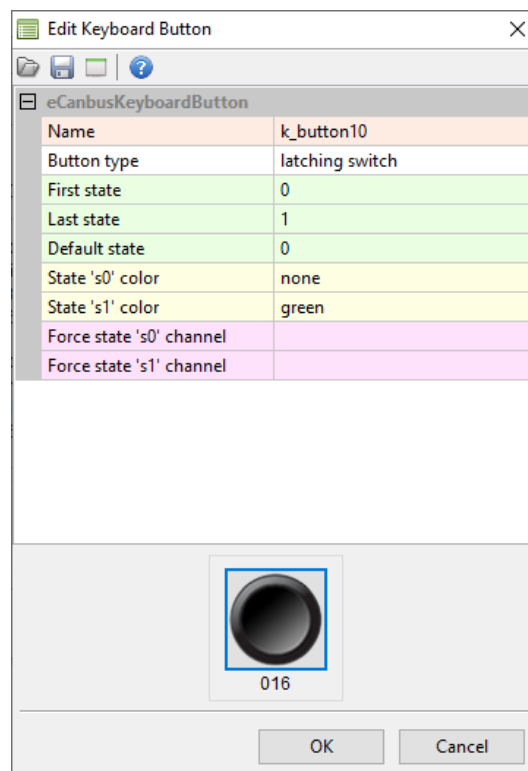 Edit Keyboard Button
eCanbusKeyboardButton
Name k_button10
Button type latching switch
First state 0
Last state 1
Default state 0
State 's0' color none
State 's1' color green
Force state 's0' channel
Force state 's1' channel
016
OK Cancel